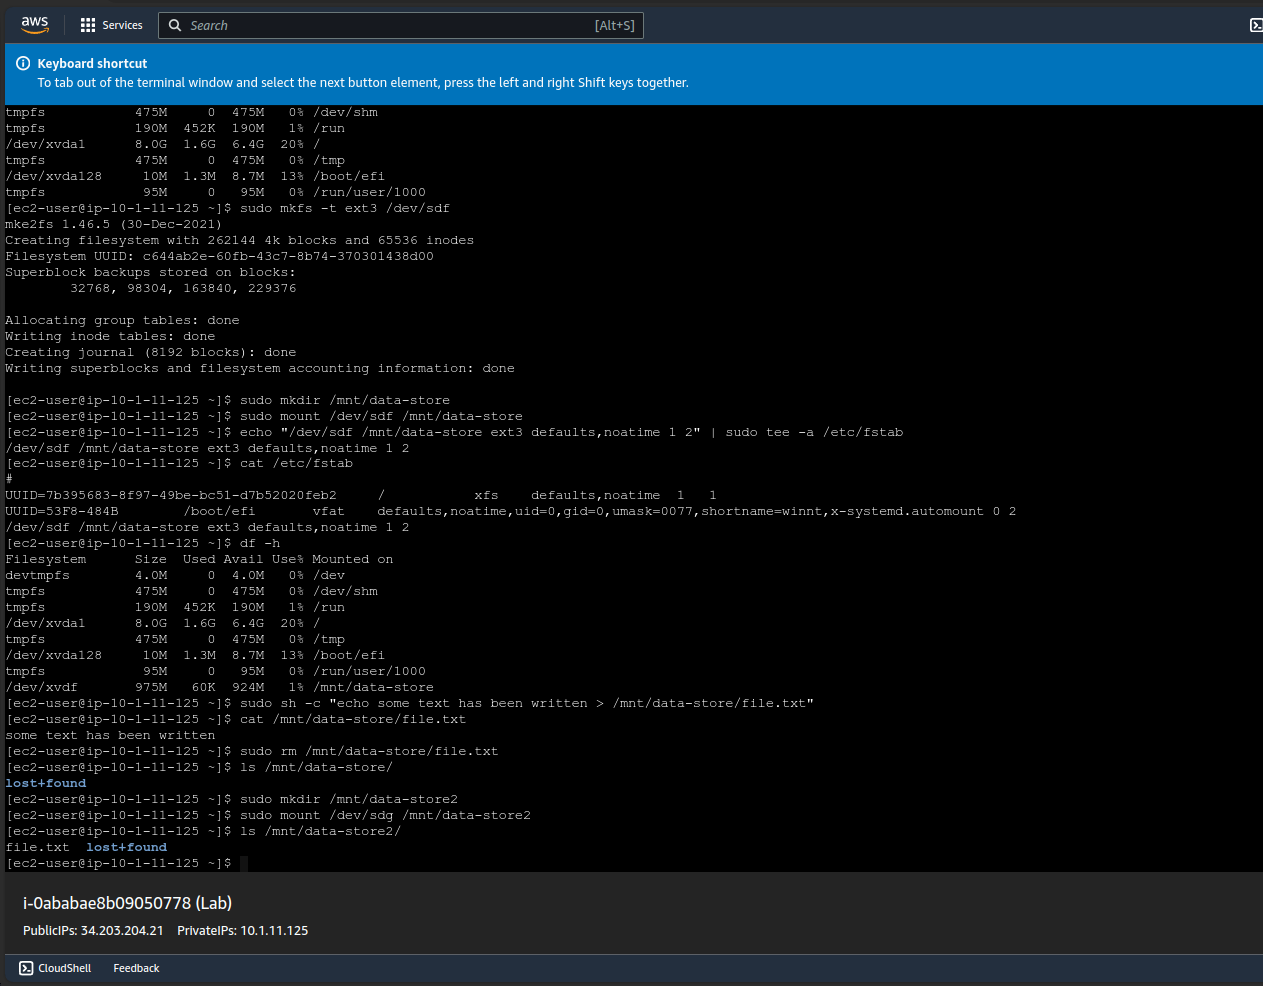 aws
Services
Search
[Alt+S]
Keyboard shortcut
To tab out of the terminal window and select the next button element, press the left and right Shift keys together.
tmpfs           475M     0  475M   0% /dev/shm
tmpfs           190M  452K  190M   1% /run
/dev/xvda1      8.0G  1.6G  6.4G  20% /
tmpfs           475M     0  475M   0% /tmp
/dev/xvda128     10M  1.3M  8.7M  13% /boot/efi
tmpfs            95M     0   95M   0% /run/user/1000
[ec2-user@ip-10-1-11-125 ~]$ sudo mkfs -t ext3 /dev/sdf
mke2fs 1.46.5 (30-Dec-2021)
Creating filesystem with 262144 4k blocks and 65536 inodes
Filesystem UUID: c644ab2e-60fb-43c7-8b74-370301438d00
Superblock backups stored on blocks:
        32768, 98304, 163840, 229376
Allocating group tables: done
Writing inode tables: done
Creating journal (8192 blocks): done
Writing superblocks and filesystem accounting information: done
[ec2-user@ip-10-1-11-125 ~]$ sudo mkdir /mnt/data-store
[ec2-user@ip-10-1-11-125 ~]$ sudo mount /dev/sdf /mnt/data-store
[ec2-user@ip-10-1-11-125 ~]$ echo "/dev/sdf /mnt/data-store ext3 defaults,noatime 1 2" | sudo tee -a /etc/fstab
/dev/sdf /mnt/data-store ext3 defaults,noatime 1 2
[ec2-user@ip-10-1-11-125 ~]$ cat /etc/fstab
#
UUID=7b395683-8f97-49be-bc51-d7b52020feb2     /           xfs    defaults,noatime  1   1
UUID=53F8-484B        /boot/efi       vfat    defaults,noatime,uid=0,gid=0,umask=0077,shortname=winnt,x-systemd.automount 0 2
/dev/sdf /mnt/data-store ext3 defaults,noatime 1 2
[ec2-user@ip-10-1-11-125 ~]$ df -h
Filesystem      Size  Used Avail Use% Mounted on
devtmpfs        4.0M     0  4.0M   0% /dev
tmpfs           475M     0  475M   0% /dev/shm
tmpfs           190M  452K  190M   1% /run
/dev/xvda1      8.0G  1.6G  6.4G  20% /
tmpfs           475M     0  475M   0% /tmp
/dev/xvda128     10M  1.3M  8.7M  13% /boot/efi
tmpfs            95M     0   95M   0% /run/user/1000
/dev/xvdf       975M   60K  924M   1% /mnt/data-store
[ec2-user@ip-10-1-11-125 ~]$ sudo sh -c "echo some text has been written > /mnt/data-store/file.txt"
[ec2-user@ip-10-1-11-125 ~]$ cat /mnt/data-store/file.txt
some text has been written
[ec2-user@ip-10-1-11-125 ~]$ sudo rm /mnt/data-store/file.txt
[ec2-user@ip-10-1-11-125 ~]$ ls /mnt/data-store/
lost+found
[ec2-user@ip-10-1-11-125 ~]$ sudo mkdir /mnt/data-store2
[ec2-user@ip-10-1-11-125 ~]$ sudo mount /dev/sdg /mnt/data-store2
[ec2-user@ip-10-1-11-125 ~]$ ls /mnt/data-store2/
file.txt  lost+found
[ec2-user@ip-10-1-11-125 ~]$
i-0ababae8b09050778 (Lab)
PublicIPs: 34.203.204.21    PrivateIPs: 10.1.11.125
CloudShell
Feedback